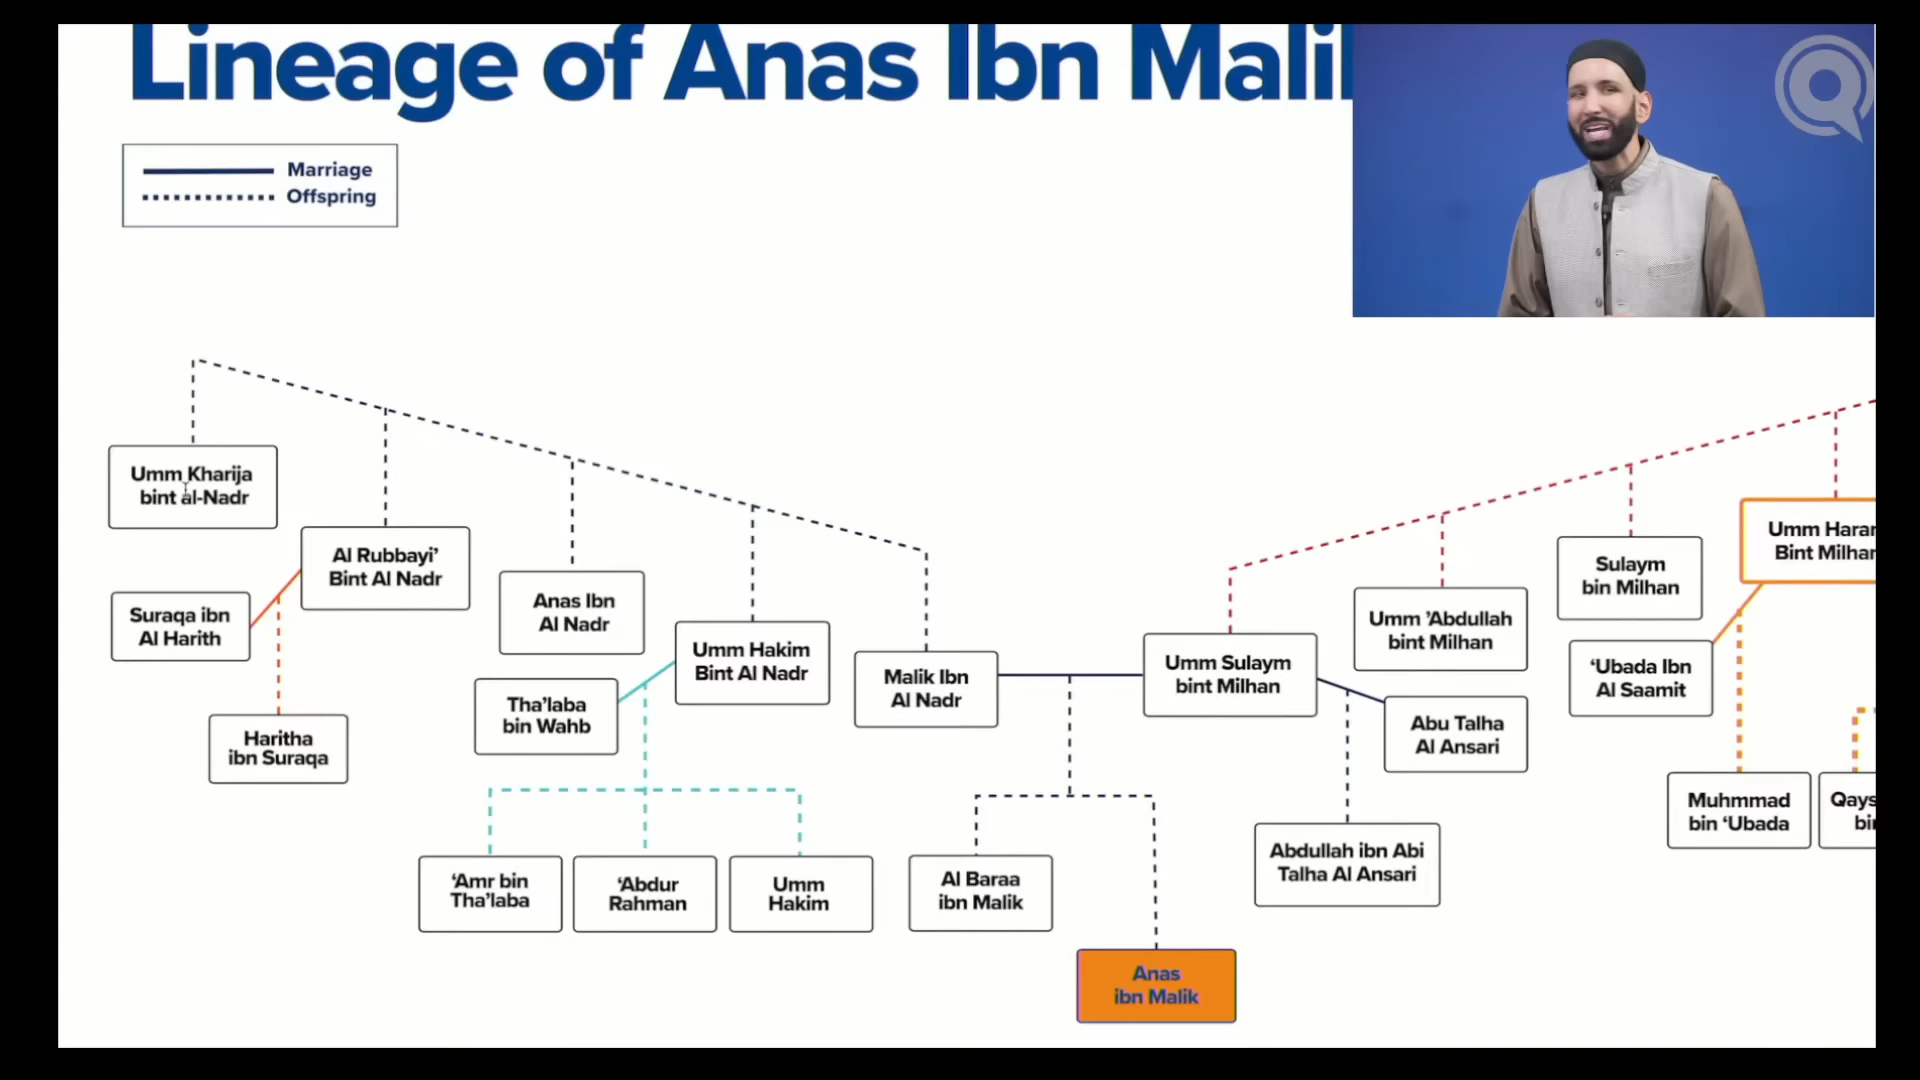 Lineage of Anas Ibn Mali
Marriage
Offspring
Umm Kharija
bint al-Nadr
Al Rubbayi’
Bint Al Nadr
Suraqa ibn
Al Harith
Haritha
ibn Suraqa
Anas Ibn
Al Nadr
Umm Hakim
Bint Al Nadr
Tha’laba
bin Wahb
‘Amr bin
Tha’laba
‘Abdur
Rahman
Umm
Hakim
Malik Ibn
Al Nadr
Umm Sulaym
bint Milhan
Al Baraa
ibn Malik
Anas
ibn Malik
Umm ’Abdullah
bint Milhan
Abu Talha
Al Ansari
Abdullah ibn Abi
Talha Al Ansari
Sulaym
bin Milhan
Umm Haram
Bint Milhan
‘Ubada Ibn
Al Saamit
Muhmmad
bin ‘Ubada
Qays
bin